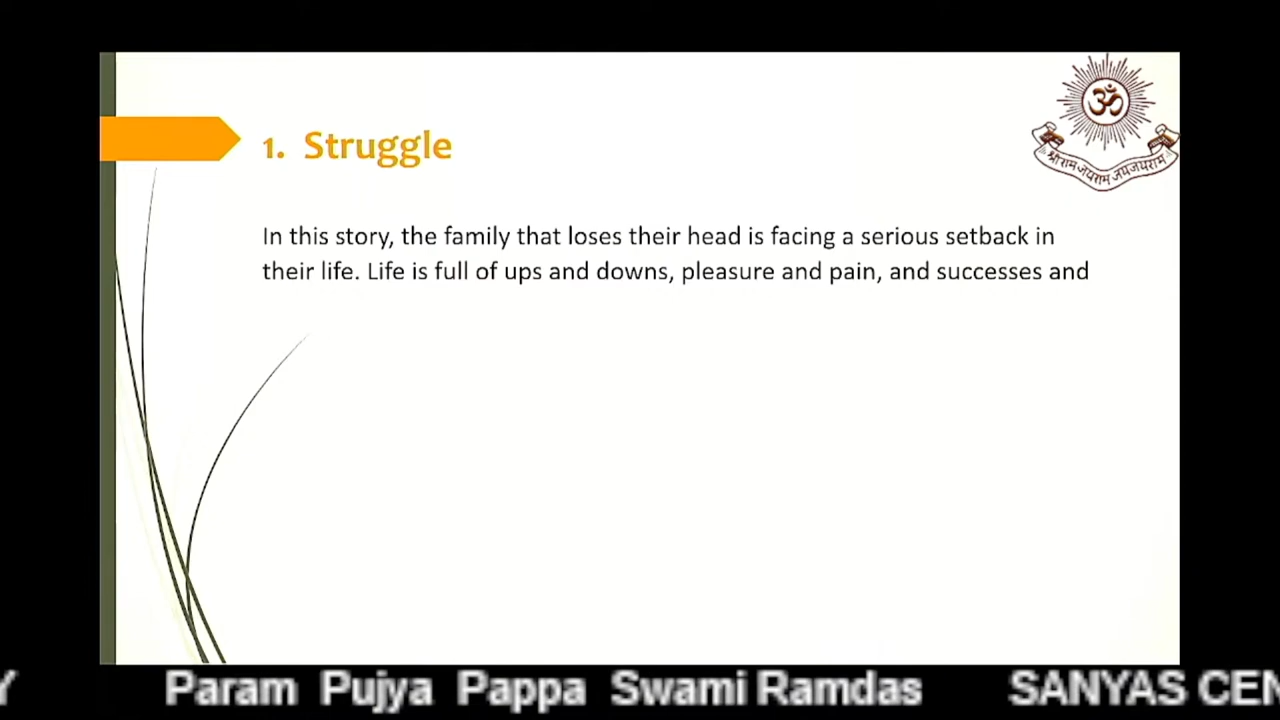 1. Struggle
श्रीराम जयराम जयजयराम
In this story, the family that loses their head is facing a serious setback in
their life. Life is full of ups and downs, pleasure and pain, and successes and
Y Param Pujya Pappa Swami Ramdas SANYAS CEN